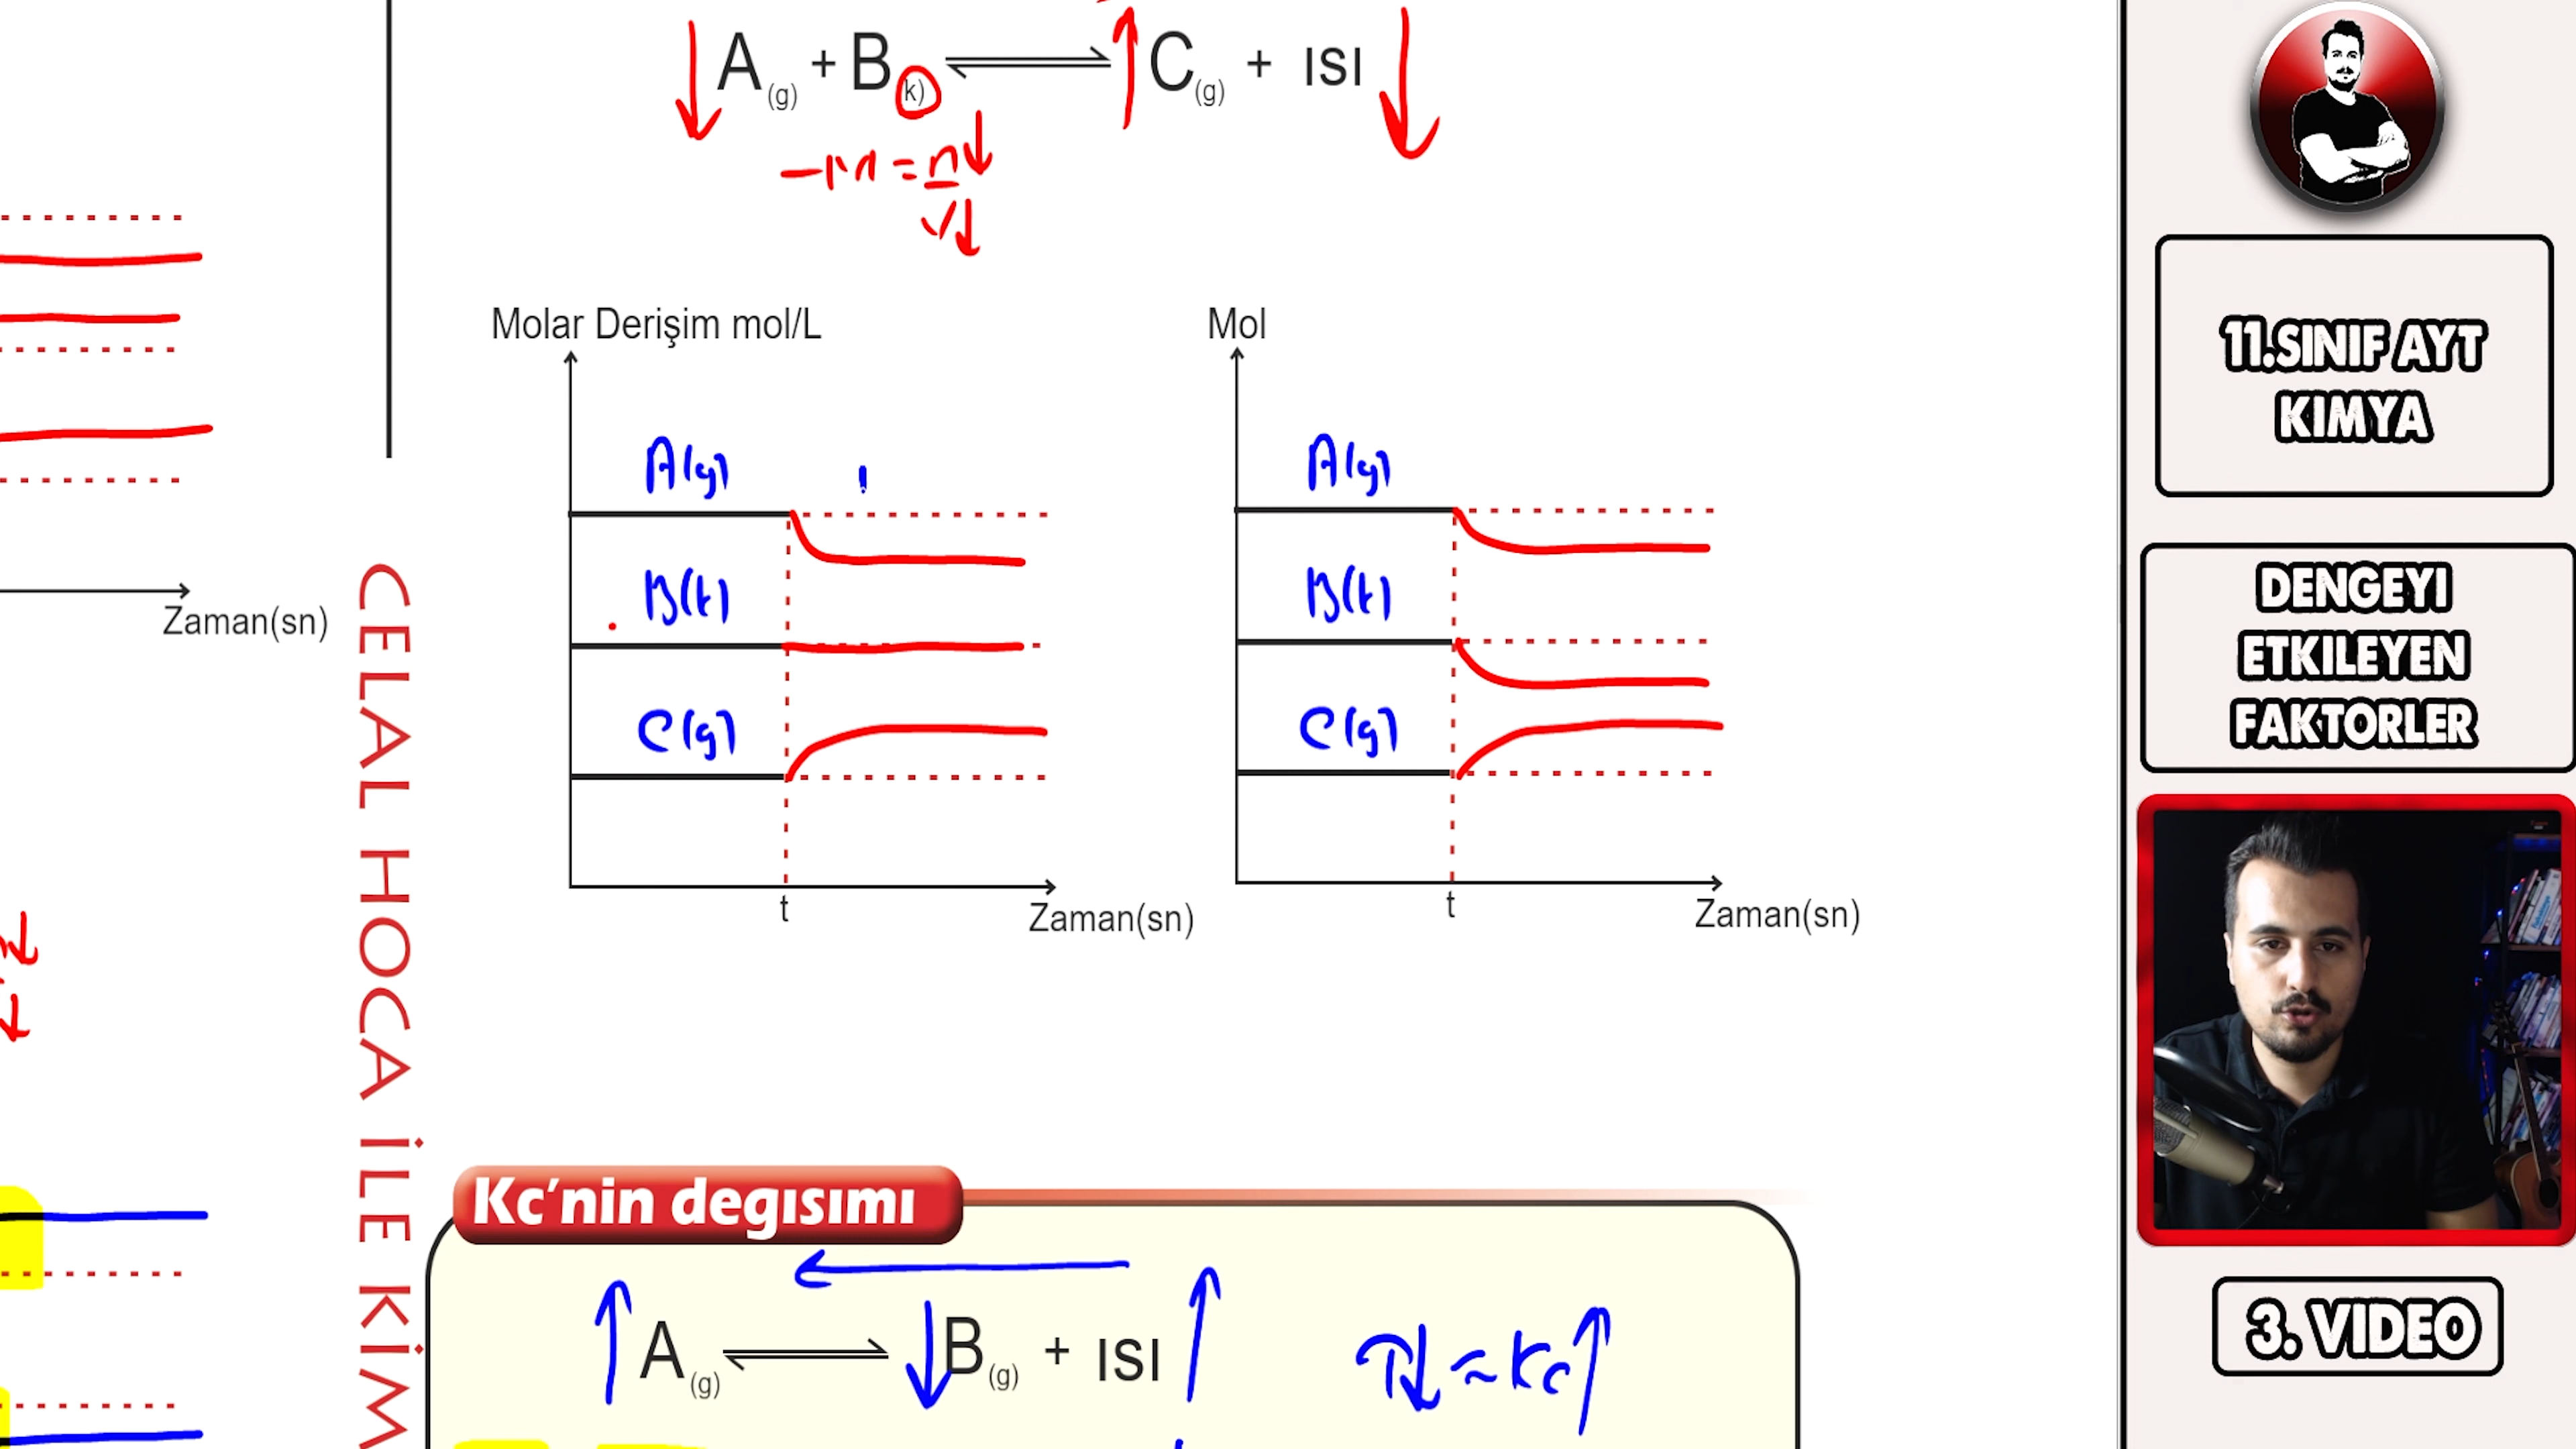 A(g) + B(k) ⇌ C(g) + ISI
M = n
V
Molar Derişim mol/L
A(g)
B(k)
C(g)
t
Zaman(sn)
Mol
A(g)
B(k)
C(g)
t
Zaman(sn)
Zaman(sn)
CELAL HOCA İLE KİM
Kc'nin degısımı
A(g) ⇌ B(g) + ISI
T↓ ≈ Kc↑
11.SINIF AYT
KIMYA
DENGEYI
ETKILEYEN
FAKTORLER
3. VIDEO